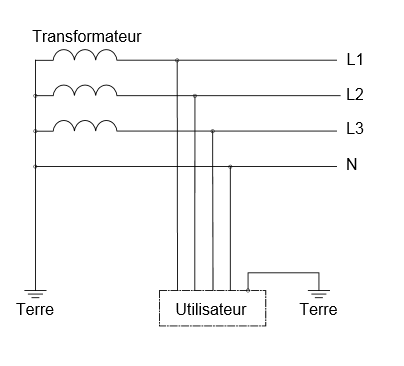 Transformateur
L1
L2
L3
N
Terre
Utilisateur
Terre